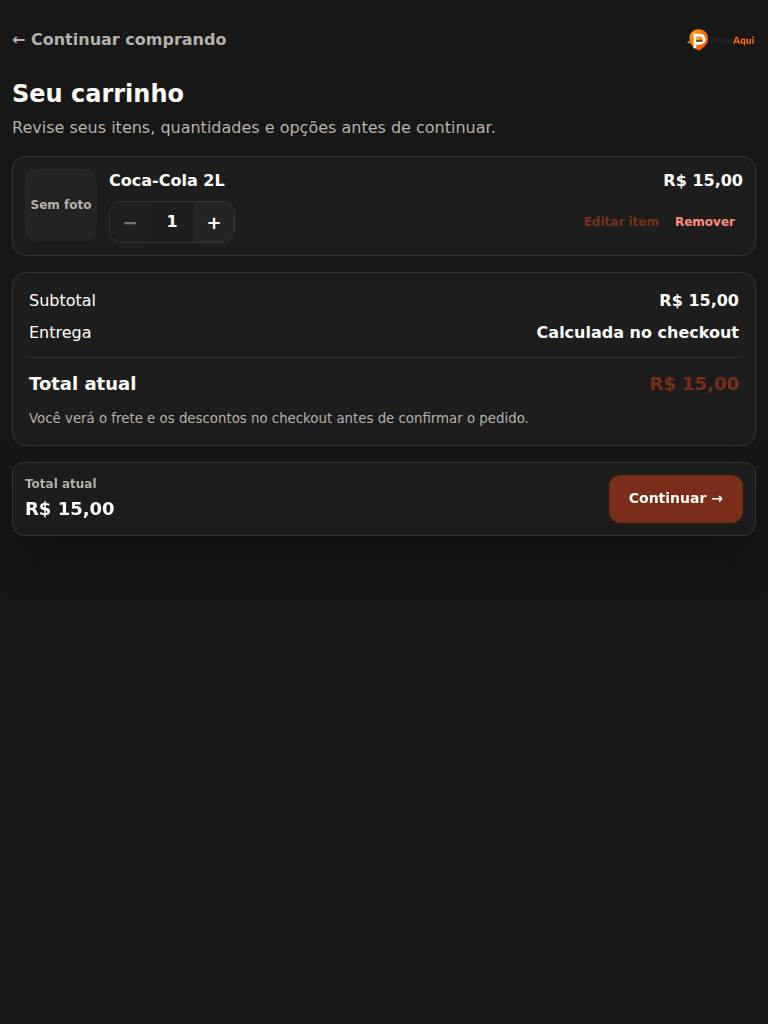 ← Continuar comprando
PedeAqui
Seu carrinho
Revise seus itens, quantidades e opções antes de continuar.
Sem foto
Coca-Cola 2L
R$ 15,00
− 1 +
Editar item
Remover
Subtotal
R$ 15,00
Entrega
Calculada no checkout
Total atual
R$ 15,00
Você verá o frete e os descontos no checkout antes de confirmar o pedido.
Total atual
R$ 15,00
Continuar →